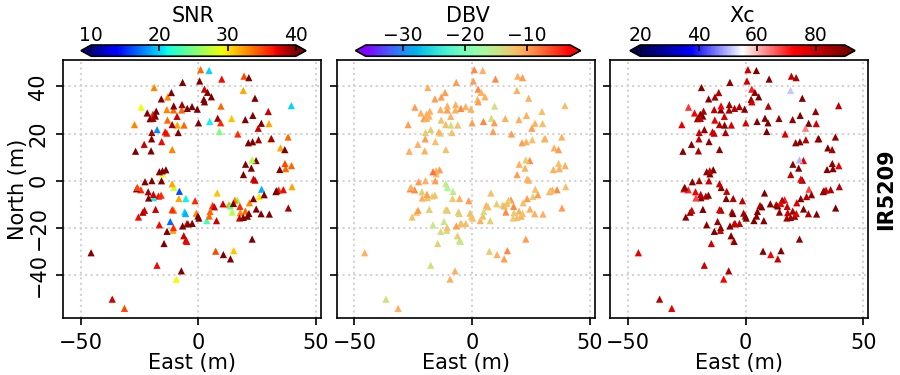 SNR DBV Xc
10 20 30 40 −30 −20 −10 20 40 60 80
40
20
0
−20
−40
North (m)
−50 0 50 −50 0 50 −50 0 50
East (m) East (m) East (m)
IR5209